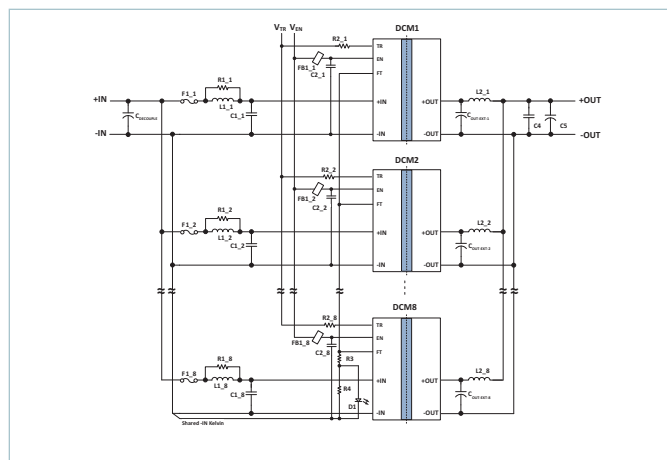 VTR VEN
DCM1
R2_1
TR
EN
FB1_1
C2_1
FT
R1_1
F1_1
L1_1
+IN
CDECOUPLE
C1_1
+IN
+OUT
L2_1
+OUT
-IN
-IN
-OUT
COUT-EXT-1
C4
C5
-OUT
DCM2
R2_2
TR
EN
FB1_2
C2_2
FT
R1_2
F1_2
L1_2
C1_2
+IN
+OUT
L2_2
-IN
-OUT
COUT-EXT-2
DCM8
R2_8
TR
EN
FB1_8
C2_8
FT
R3
R1_8
F1_8
L1_8
C1_8
R4
D1
+IN
+OUT
L2_8
-IN
-OUT
COUT-EXT-8
Shared -IN Kelvin